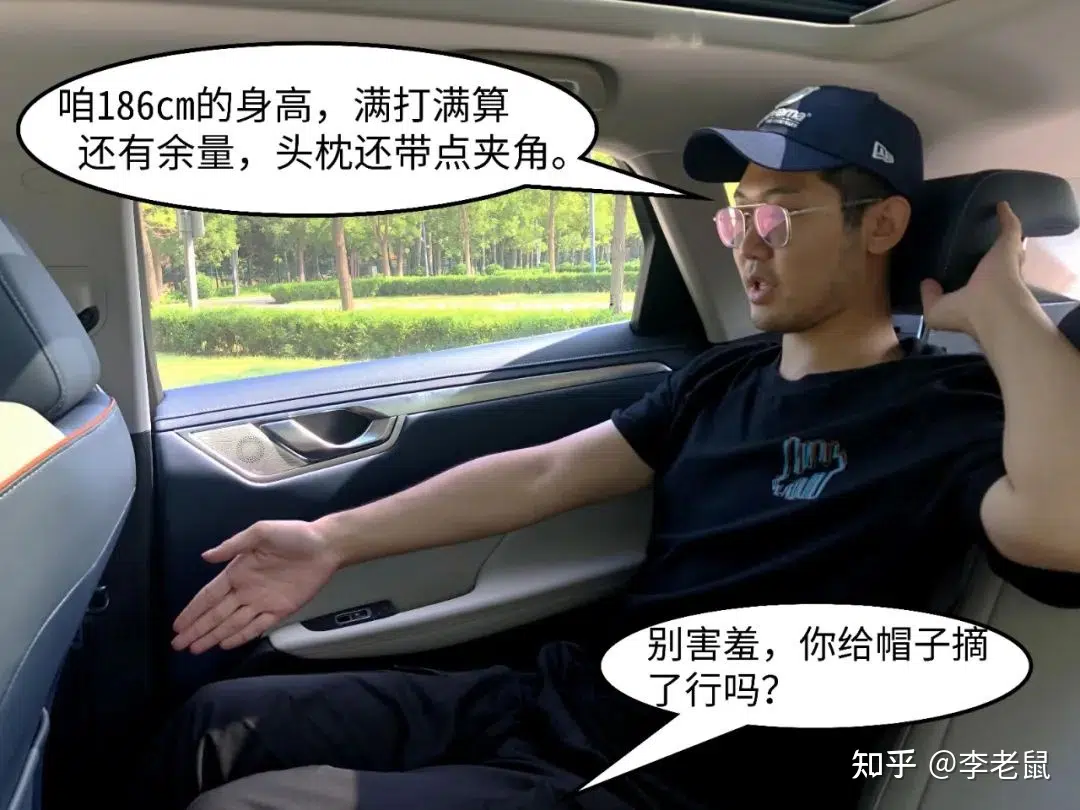 咱186cm的身高，满打满算
还有余量，头枕还带点夹角。
别害羞，你给帽子摘
了行吗？
知乎 @李老鼠